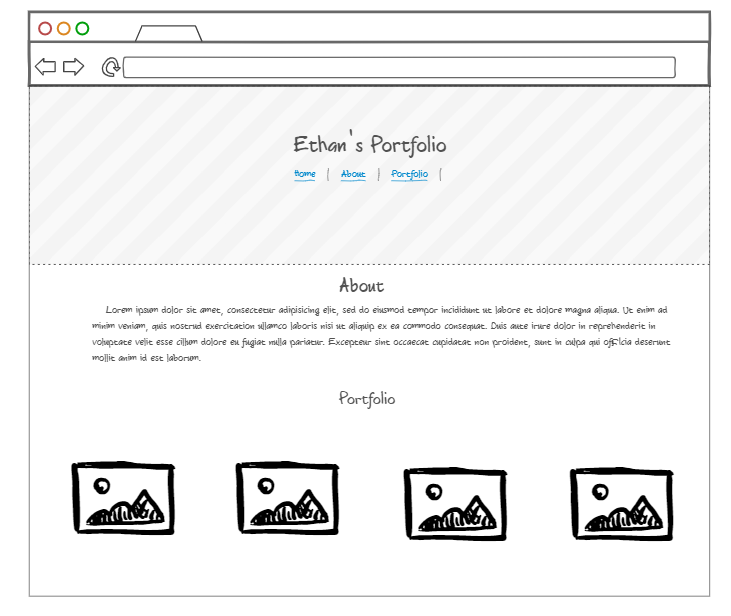 Ethan's Portfolio
Home | About | Portfolio |
About
Lorem ipsum dolor sit amet, consectetur adipisicing elit, sed do eiusmod tempor incididunt ut labore et dolore magna aliqua. Ut enim ad
minim veniam, quis nostrud exercitation ullamco laboris nisi ut aliquip ex ea commodo consequat. Duis aute irure dolor in reprehenderit in
voluptate velit esse cillum dolore eu fugiat nulla pariatur. Excepteur sint occaecat cupidatat non proident, sunt in culpa qui officia deserunt
mollit anim id est laborum.
Portfolio